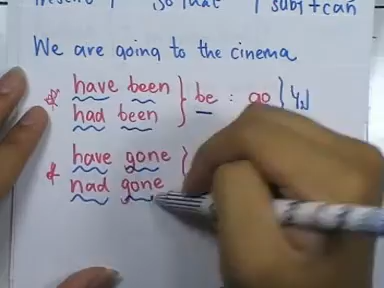 so that / subj + can
We are going to the cinema
have been
had been
be : go
have gone
had gone